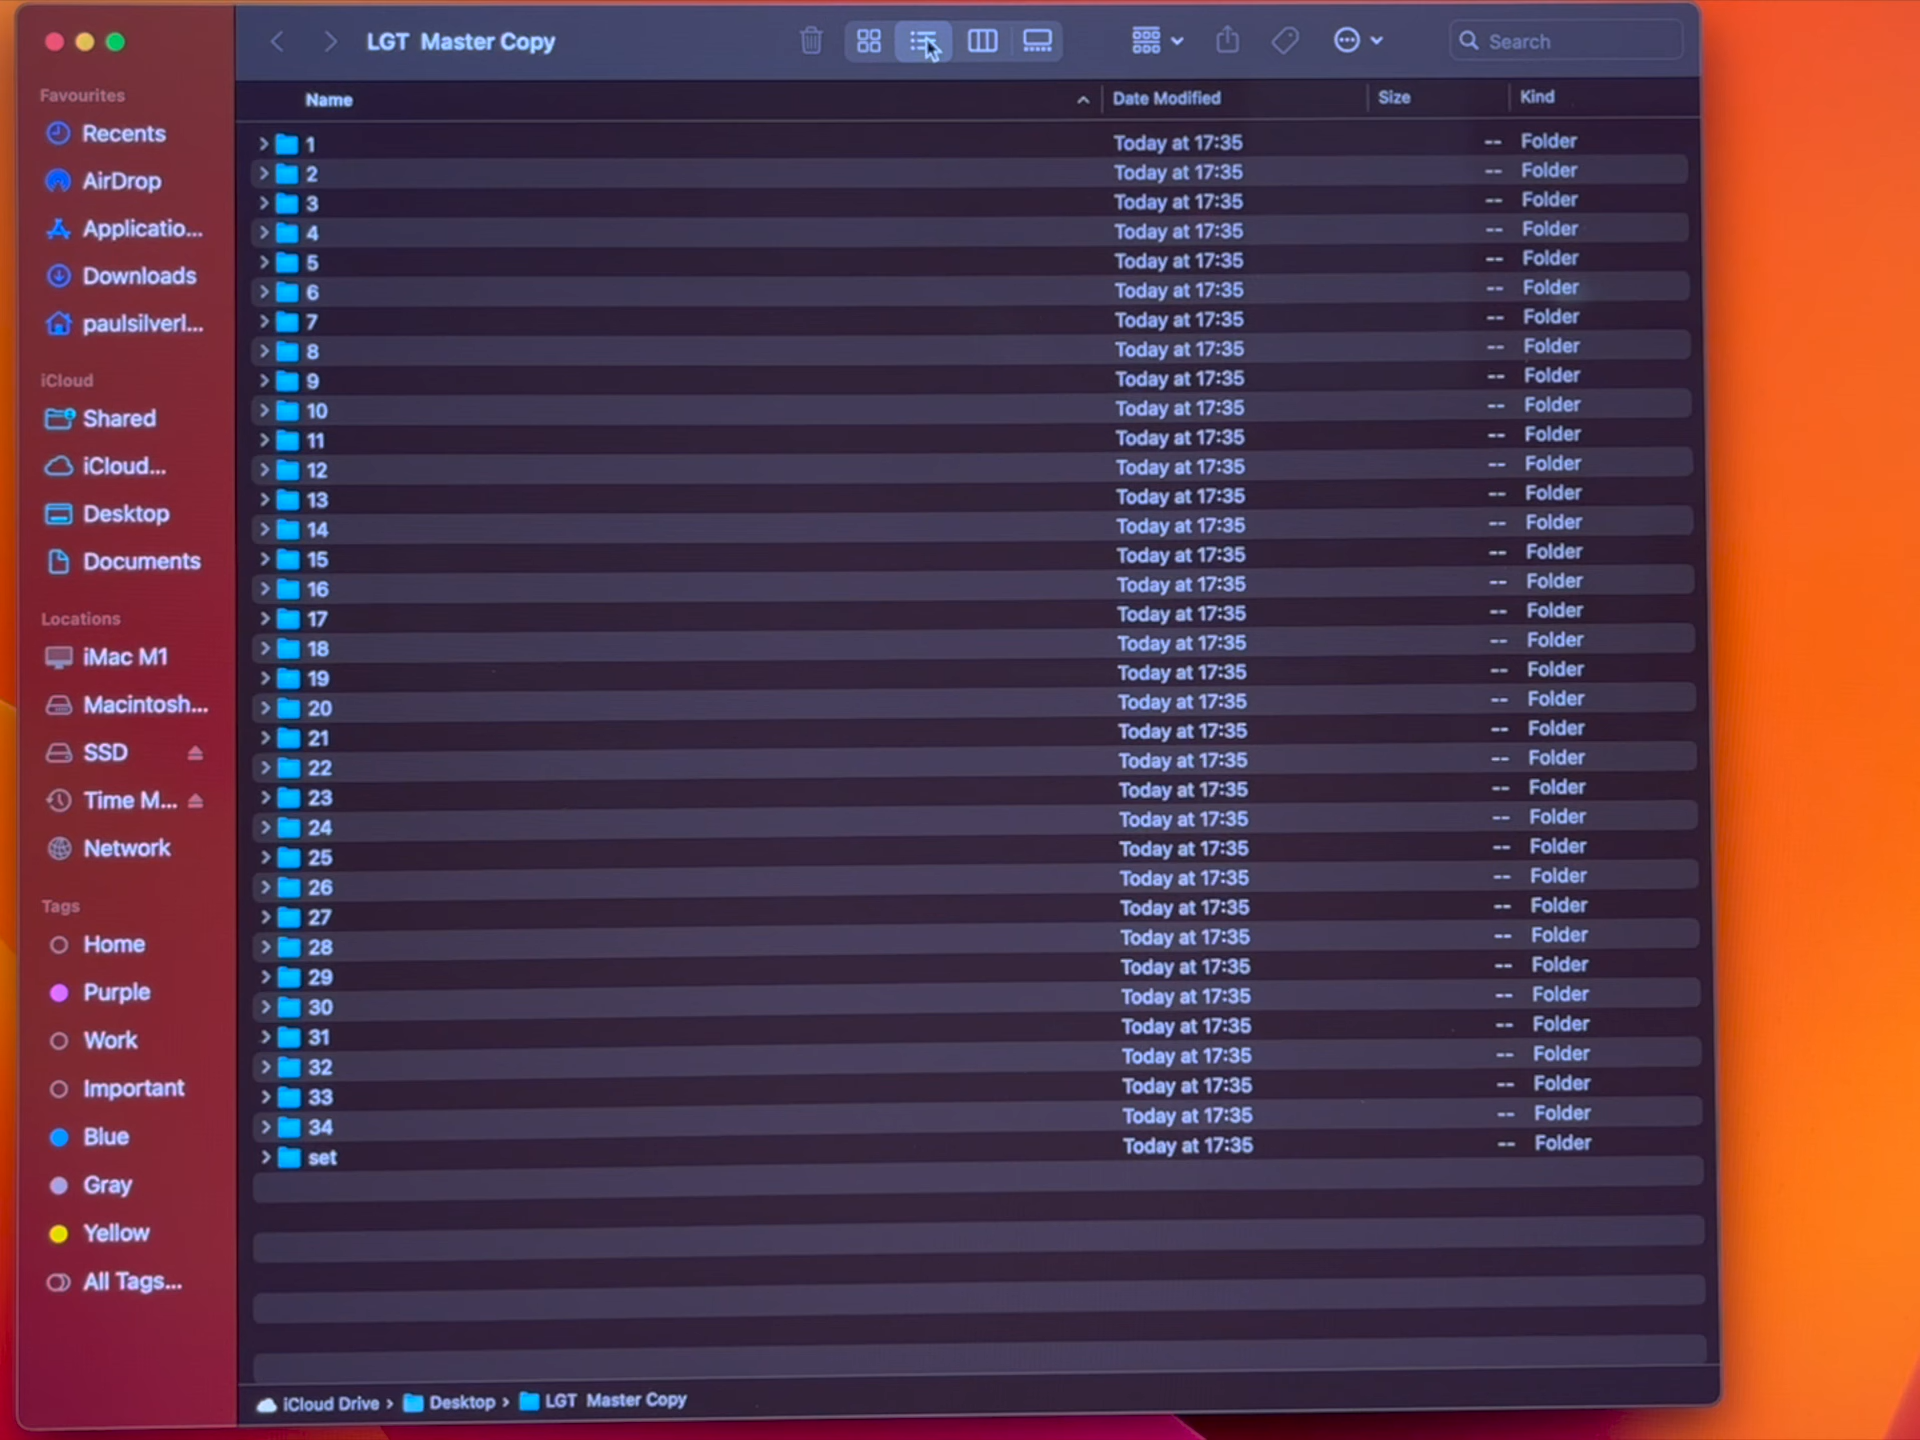 LGT Master Copy
Search
Favourites
Recents
AirDrop
Applicatio...
Downloads
paulsilverl...
iCloud
Shared
iCloud...
Desktop
Documents
Locations
iMac M1
Macintosh...
SSD
Time M...
Network
Tags
Home
Purple
Work
Important
Blue
Gray
Yellow
All Tags...
Name Date Modified Size Kind
1 Today at 17:35 -- Folder
2 Today at 17:35 -- Folder
3 Today at 17:35 -- Folder
4 Today at 17:35 -- Folder
5 Today at 17:35 -- Folder
6 Today at 17:35 -- Folder
7 Today at 17:35 -- Folder
8 Today at 17:35 -- Folder
9 Today at 17:35 -- Folder
10 Today at 17:35 -- Folder
11 Today at 17:35 -- Folder
12 Today at 17:35 -- Folder
13 Today at 17:35 -- Folder
14 Today at 17:35 -- Folder
15 Today at 17:35 -- Folder
16 Today at 17:35 -- Folder
17 Today at 17:35 -- Folder
18 Today at 17:35 -- Folder
19 Today at 17:35 -- Folder
20 Today at 17:35 -- Folder
21 Today at 17:35 -- Folder
22 Today at 17:35 -- Folder
23 Today at 17:35 -- Folder
24 Today at 17:35 -- Folder
25 Today at 17:35 -- Folder
26 Today at 17:35 -- Folder
27 Today at 17:35 -- Folder
28 Today at 17:35 -- Folder
29 Today at 17:35 -- Folder
30 Today at 17:35 -- Folder
31 Today at 17:35 -- Folder
32 Today at 17:35 -- Folder
33 Today at 17:35 -- Folder
34 Today at 17:35 -- Folder
set Today at 17:35 -- Folder
iCloud Drive › Desktop › LGT Master Copy